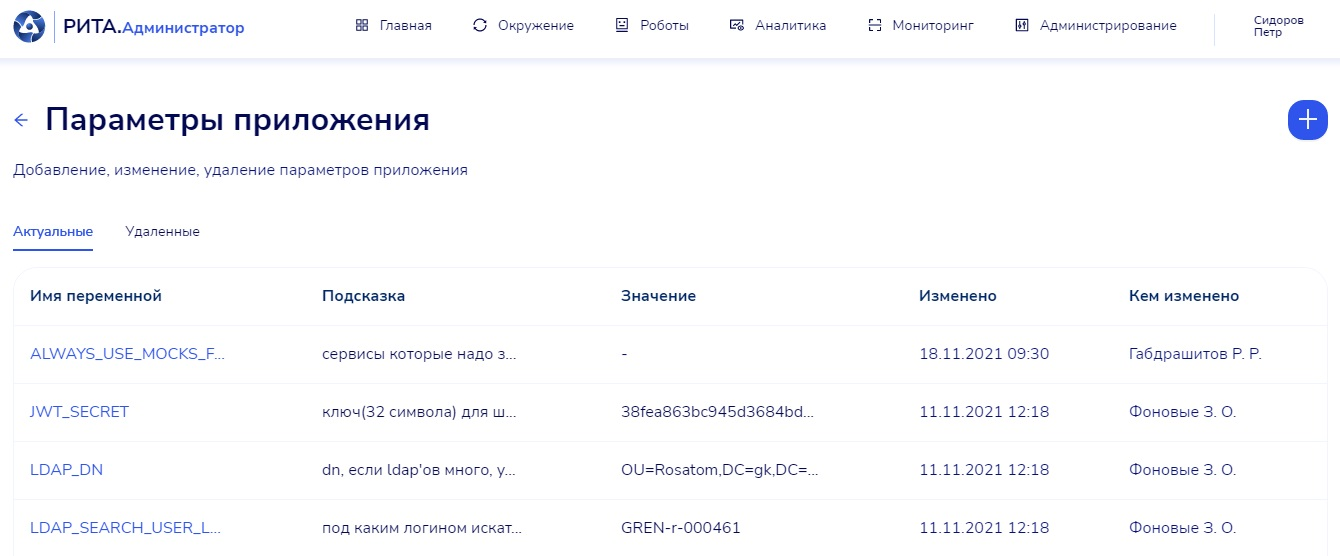 РИТА.Администратор
Главная Окружение Роботы Аналитика Мониторинг Администрирование Сидоров
Петр
Параметры приложения
Добавление, изменение, удаление параметров приложения
Актуальные Удаленные
Имя переменной Подсказка Значение Изменено Кем изменено
ALWAYS_USE_MOCKS_F... сервисы которые надо з... - 18.11.2021 09:30 Габдрашитов Р. Р.
JWT_SECRET ключ(32 символа) для ш... 38fea863bc945d3684bd... 11.11.2021 12:18 Фоновые З. О.
LDAP_DN dn, если ldap'ов много, у... OU=Rosatom,DC=gk,DC=... 11.11.2021 12:18 Фоновые З. О.
LDAP_SEARCH_USER_L... под каким логином искат... GREN-r-000461 11.11.2021 12:18 Фоновые З. О.